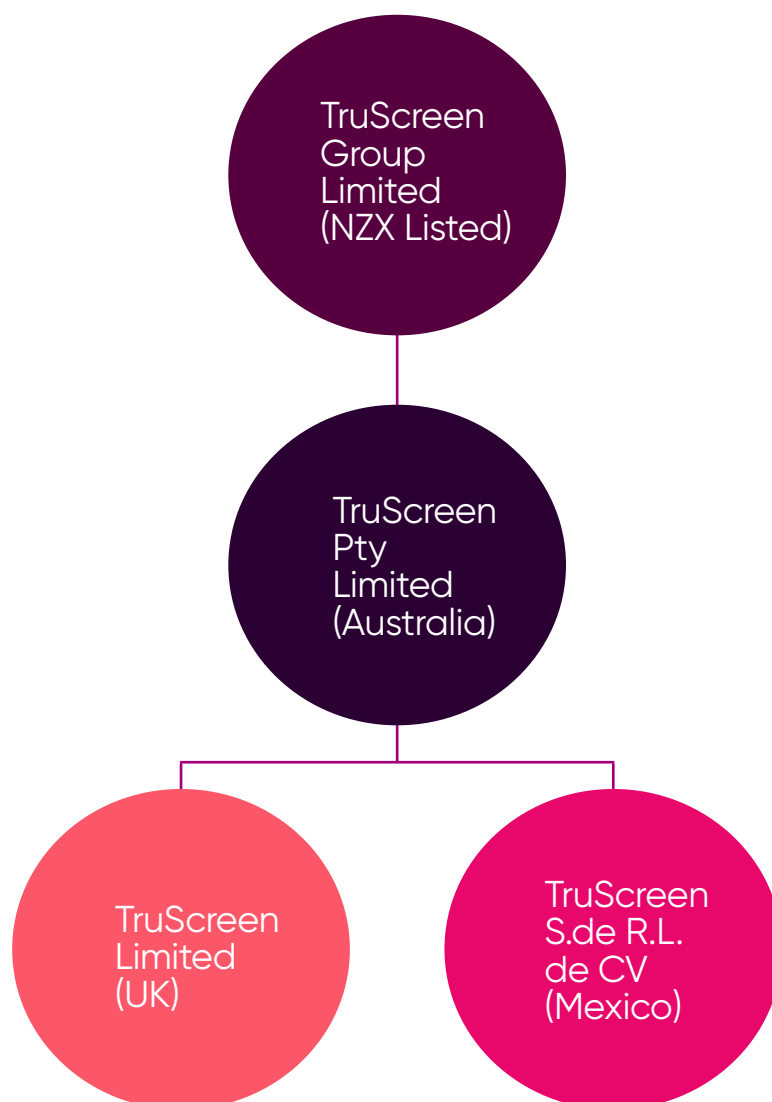 TruScreen
Group
Limited
(NZX Listed)
TruScreen
Pty
Limited
(Australia)
TruScreen
Limited
(UK)
TruScreen
S.de R.L.
de CV
(Mexico)